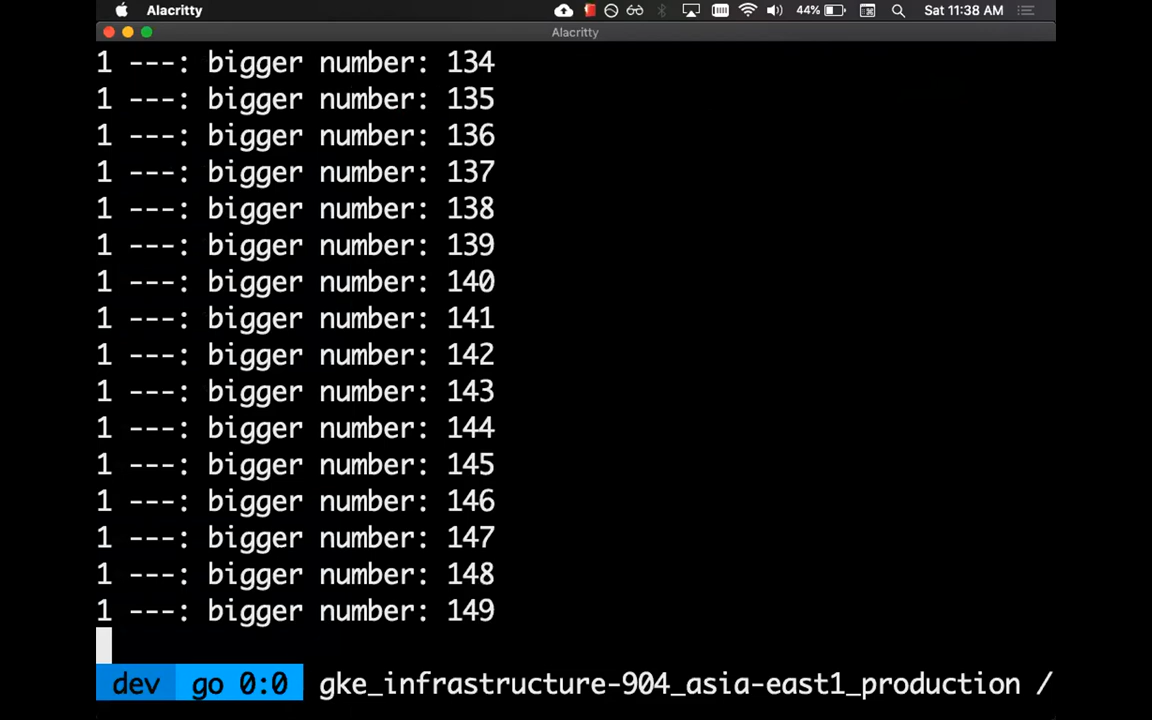 Alacritty 44% Sat 11:38 AM
Alacritty
1 ---: bigger number: 134
1 ---: bigger number: 135
1 ---: bigger number: 136
1 ---: bigger number: 137
1 ---: bigger number: 138
1 ---: bigger number: 139
1 ---: bigger number: 140
1 ---: bigger number: 141
1 ---: bigger number: 142
1 ---: bigger number: 143
1 ---: bigger number: 144
1 ---: bigger number: 145
1 ---: bigger number: 146
1 ---: bigger number: 147
1 ---: bigger number: 148
1 ---: bigger number: 149
dev go 0:0 gke_infrastructure-904_asia-east1_production /